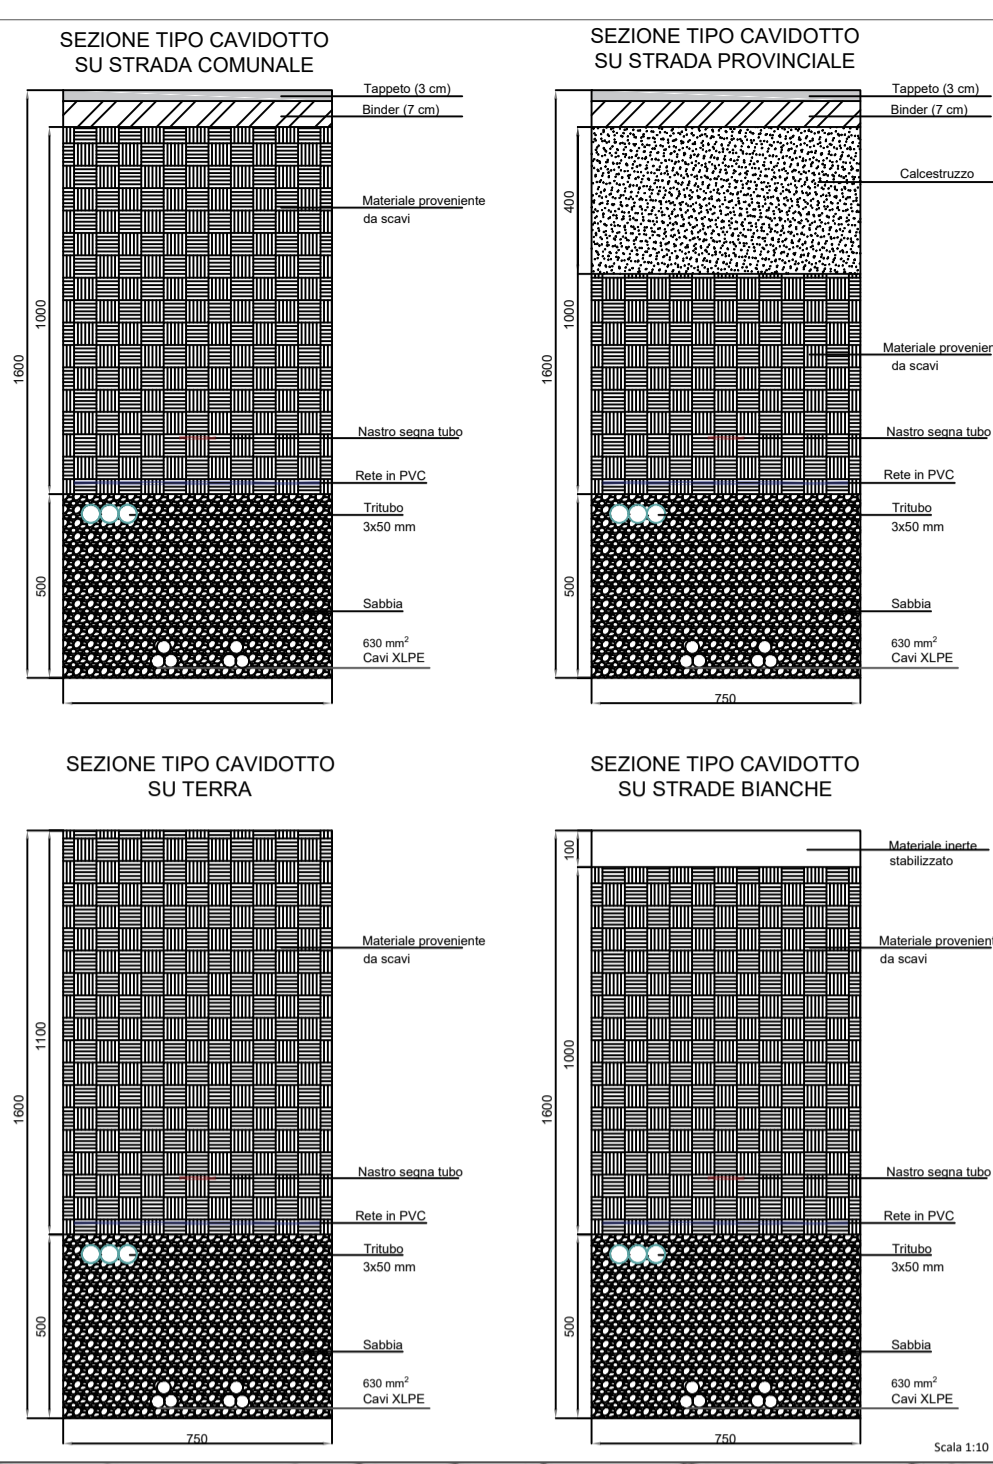 SEZIONE TIPO CAVIDOTTO
SU STRADA COMUNALE
Tappeto (3 cm)
Binder (7 cm)
Materiale proveniente
da scavi
Nastro segna tubo
Rete in PVC
Tritubo
3x50 mm
Sabbia
630 mm²
Cavi XLPE
1000
1600
500
SEZIONE TIPO CAVIDOTTO
SU STRADA PROVINCIALE
Tappeto (3 cm)
Binder (7 cm)
Calcestruzzo
Materiale provenien
da scavi
Nastro segna tubo
Rete in PVC
Tritubo
3x50 mm
Sabbia
630 mm²
Cavi XLPE
400
1000
1600
500
750
SEZIONE TIPO CAVIDOTTO
SU TERRA
Materiale proveniente
da scavi
Nastro segna tubo
Rete in PVC
Tritubo
3x50 mm
Sabbia
630 mm²
Cavi XLPE
1100
1600
500
750
SEZIONE TIPO CAVIDOTTO
SU STRADE BIANCHE
Materiale inerte
stabilizzato
Materiale provenient
da scavi
Nastro segna tubo
Rete in PVC
Tritubo
3x50 mm
Sabbia
630 mm²
Cavi XLPE
100
1000
1600
500
Scala 1:10